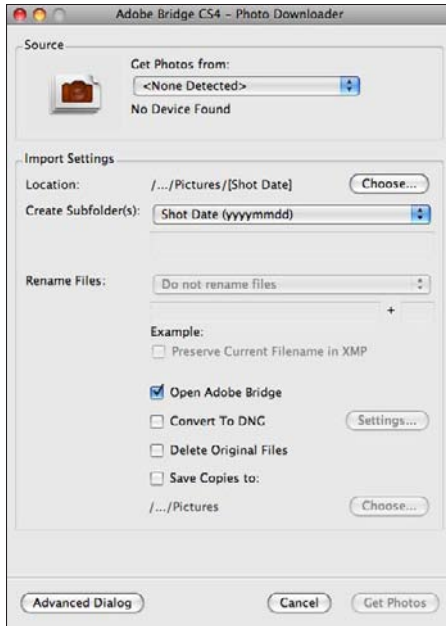 Adobe Bridge CS4 – Photo Downloader
Source
Get Photos from:
<None Detected>
No Device Found
Import Settings
Location: /.../Pictures/[Shot Date] Choose...
Create Subfolder(s): Shot Date (yyyymmdd)
Rename Files: Do not rename files
+
Example:
Preserve Current Filename in XMP
Open Adobe Bridge
Convert To DNG Settings...
Delete Original Files
Save Copies to:
/.../Pictures Choose...
Advanced Dialog Cancel Get Photos